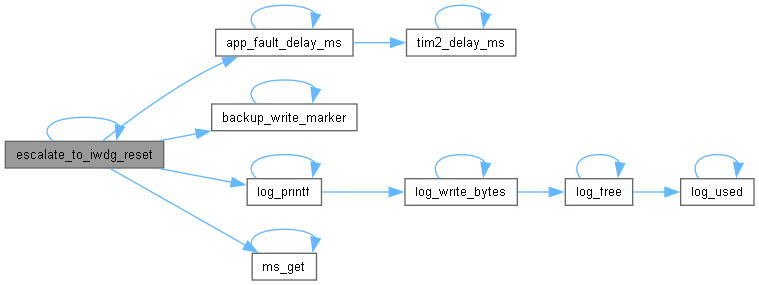 app_fault_delay_ms
tim2_delay_ms
backup_write_marker
escalate_to_iwdg_reset
log_printf
log_write_bytes
log_free
log_used
ms_get